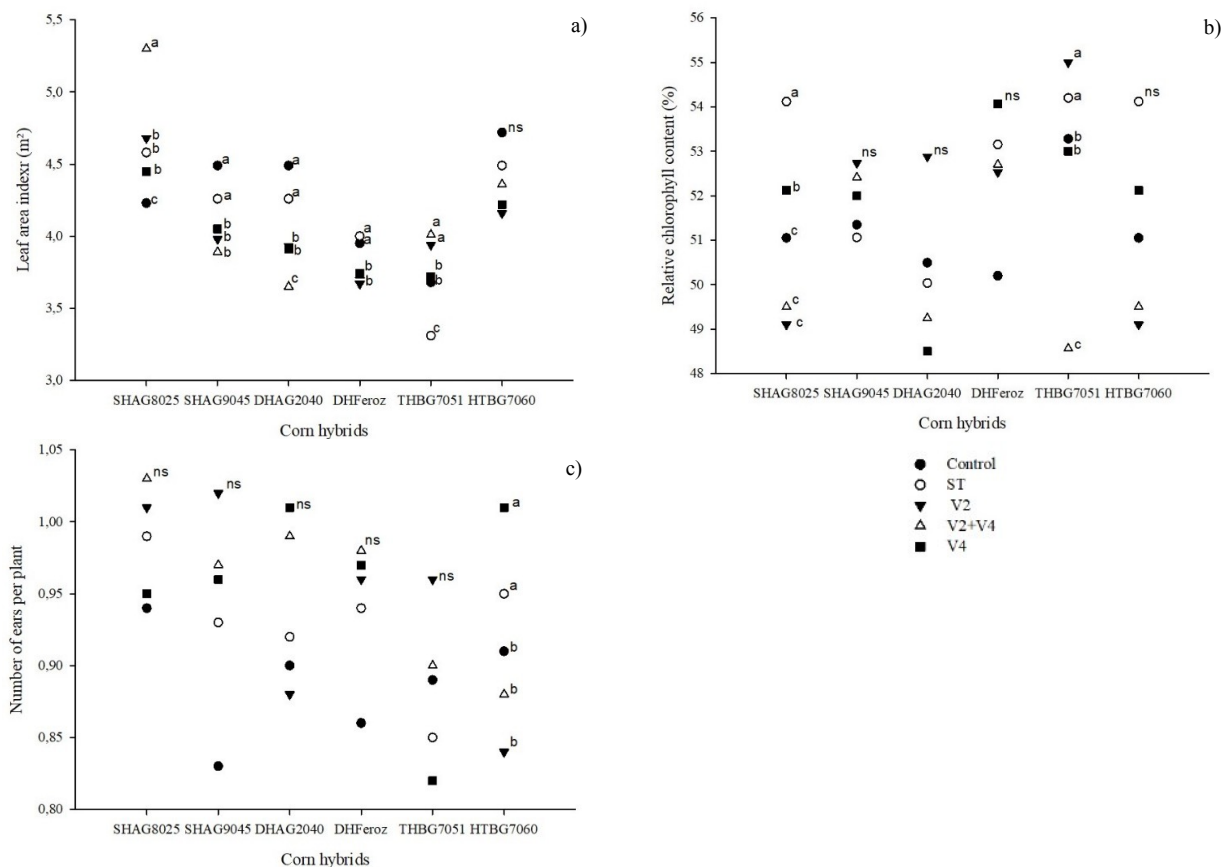 a)
Leaf area indexr (m²)
5,5
5,0
4,5
4,0
3,5
3,0
a
b
b
b
c
a
a
b
b
b
a
a
b
b
c
a
a
b
b
a
a
b
b
c
ns
SHAG8025 SHAG9045 DHAG2040 DHFeroz THBG7051 HTBG7060
Corn hybrids
b)
Relative chlorophyll content (%)
56
55
54
53
52
51
50
49
48
a
b
c
c
c
ns
ns
ns
a
a
b
b
c
ns
SHAG8025 SHAG9045 DHAG2040 DHFeroz THBG7051 HTBG7060
Corn hybrids
Control
ST
V2
V2+V4
V4
c)
Number of ears per plant
1,05
1,00
0,95
0,90
0,85
0,80
ns
ns
ns
ns
ns
a
a
b
b
b
SHAG8025 SHAG9045 DHAG2040 DHFeroz THBG7051 HTBG7060
Corn hybrids